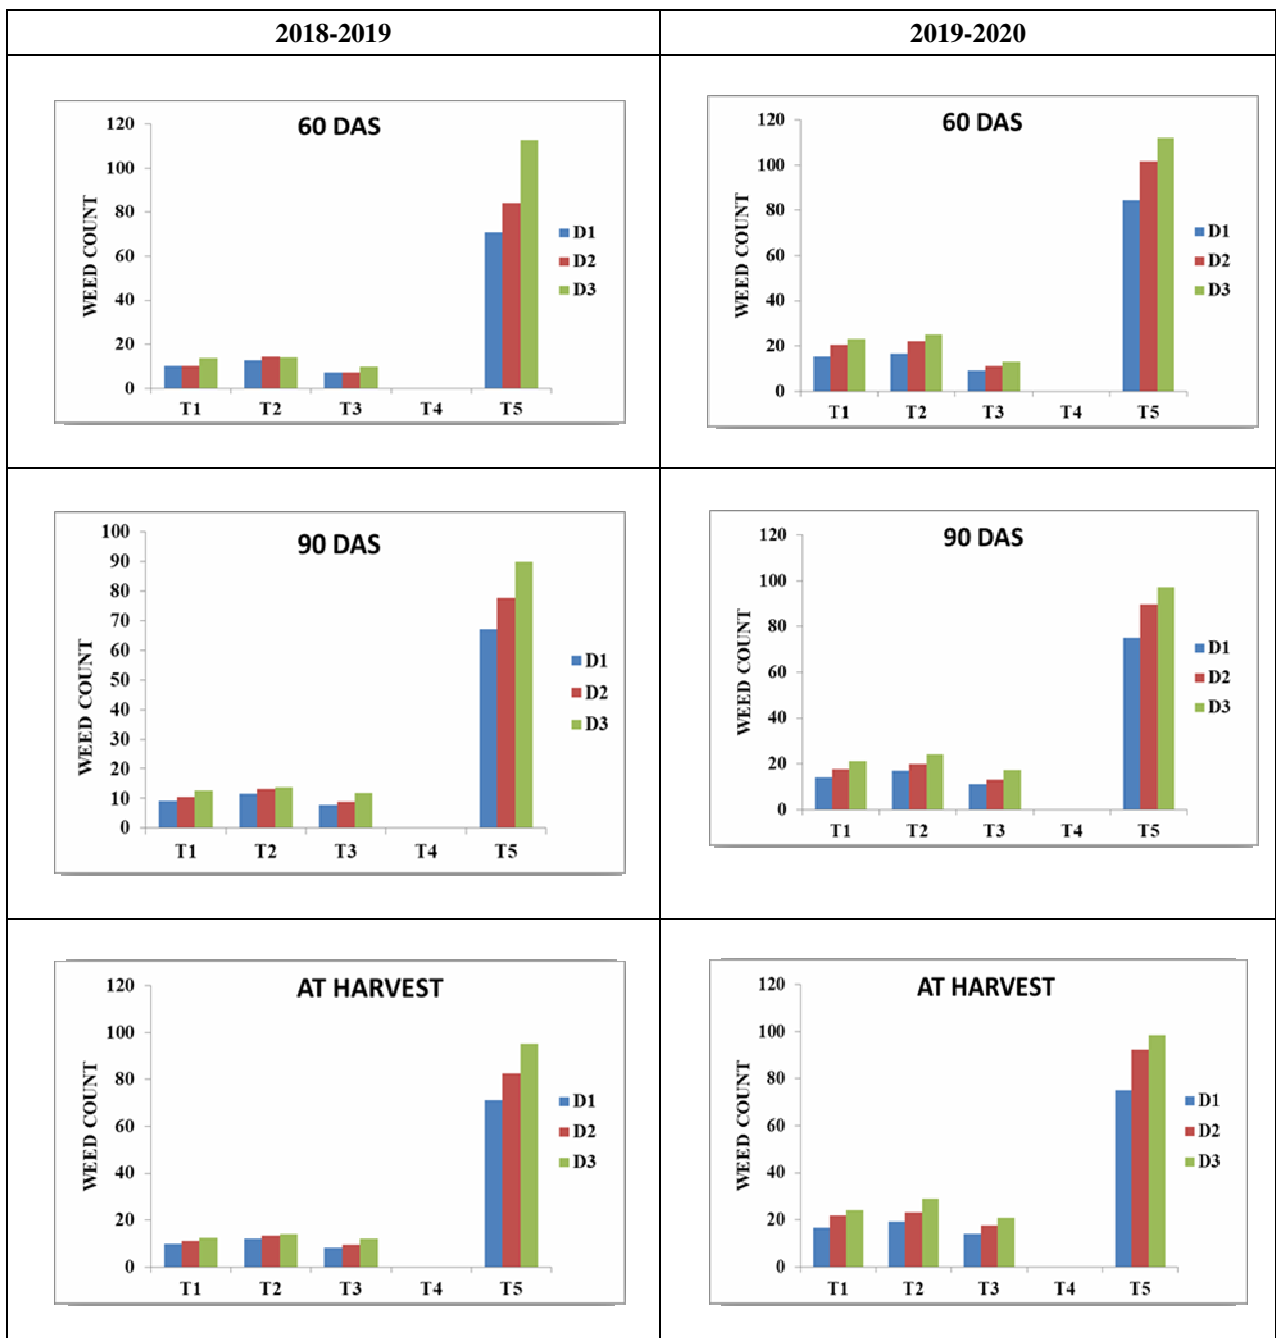 2018-2019 2019-2020
60 DAS
WEED COUNT
120
100
80
60
40
20
0
T1 T2 T3 T4 T5
D1
D2
D3
60 DAS
WEED COUNT
120
100
80
60
40
20
0
T1 T2 T3 T4 T5
D1
D2
D3
90 DAS
WEED COUNT
100
90
80
70
60
50
40
30
20
10
0
T1 T2 T3 T4 T5
D1
D2
D3
90 DAS
WEED COUNT
120
100
80
60
40
20
0
T1 T2 T3 T4 T5
D1
D2
D3
AT HARVEST
WEED COUNT
120
100
80
60
40
20
0
T1 T2 T3 T4 T5
D1
D2
D3
AT HARVEST
WEED COUNT
120
100
80
60
40
20
0
T1 T2 T3 T4 T5
D1
D2
D3